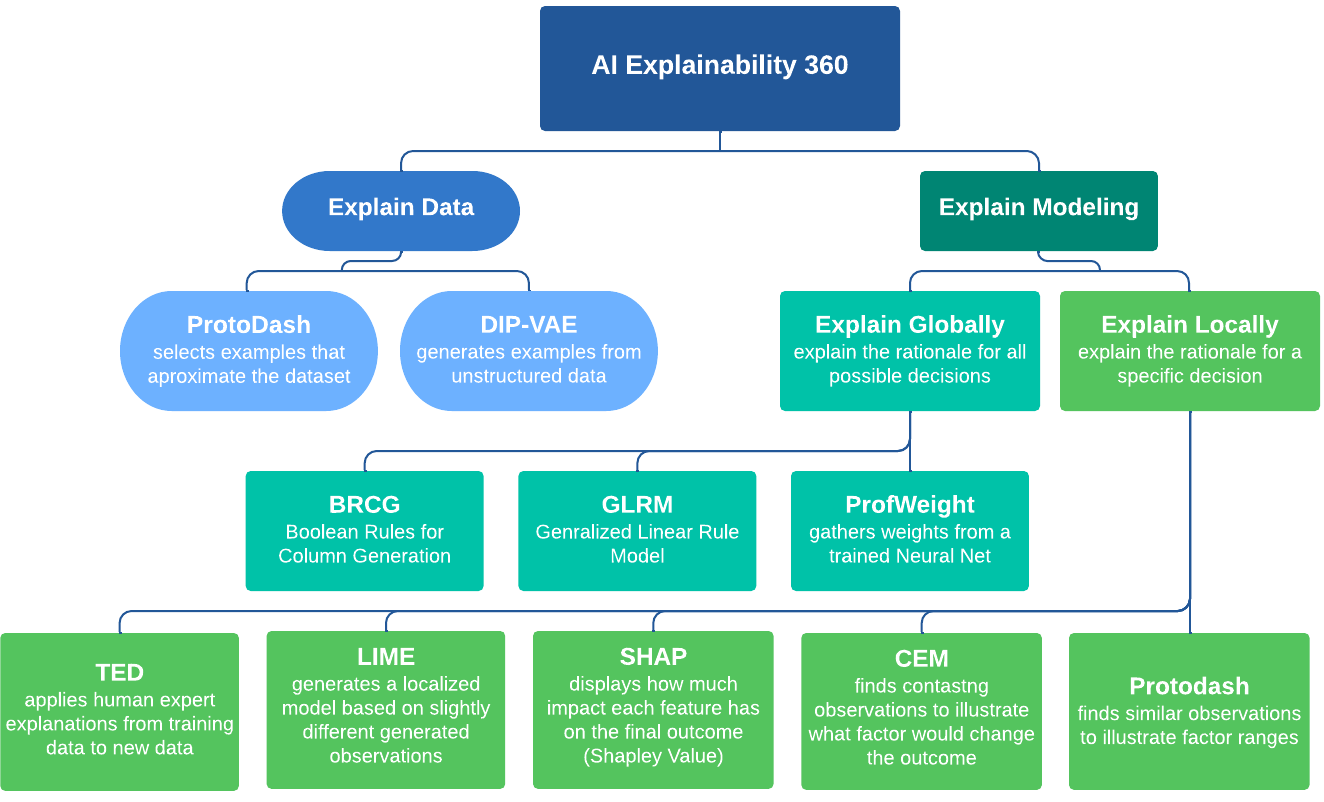 AI Explainability 360
Explain Data
Explain Modeling
ProtoDash
selects examples that
aproximate the dataset
DIP-VAE
generates examples from
unstructured data
Explain Globally
explain the rationale for all
possible decisions
Explain Locally
explain the rationale for a
specific decision
BRCG
Boolean Rules for
Column Generation
GLRM
Genralized Linear Rule
Model
ProfWeight
gathers weights from a
trained Neural Net
TED
applies human expert
explanations from training
data to new data
LIME
generates a localized
model based on slightly
different generated
observations
SHAP
displays how much
impact each feature has
on the final outcome
(Shapley Value)
CEM
finds contastng
observations to illustrate
what factor would change
the outcome
Protodash
finds similar observations
to illustrate factor ranges